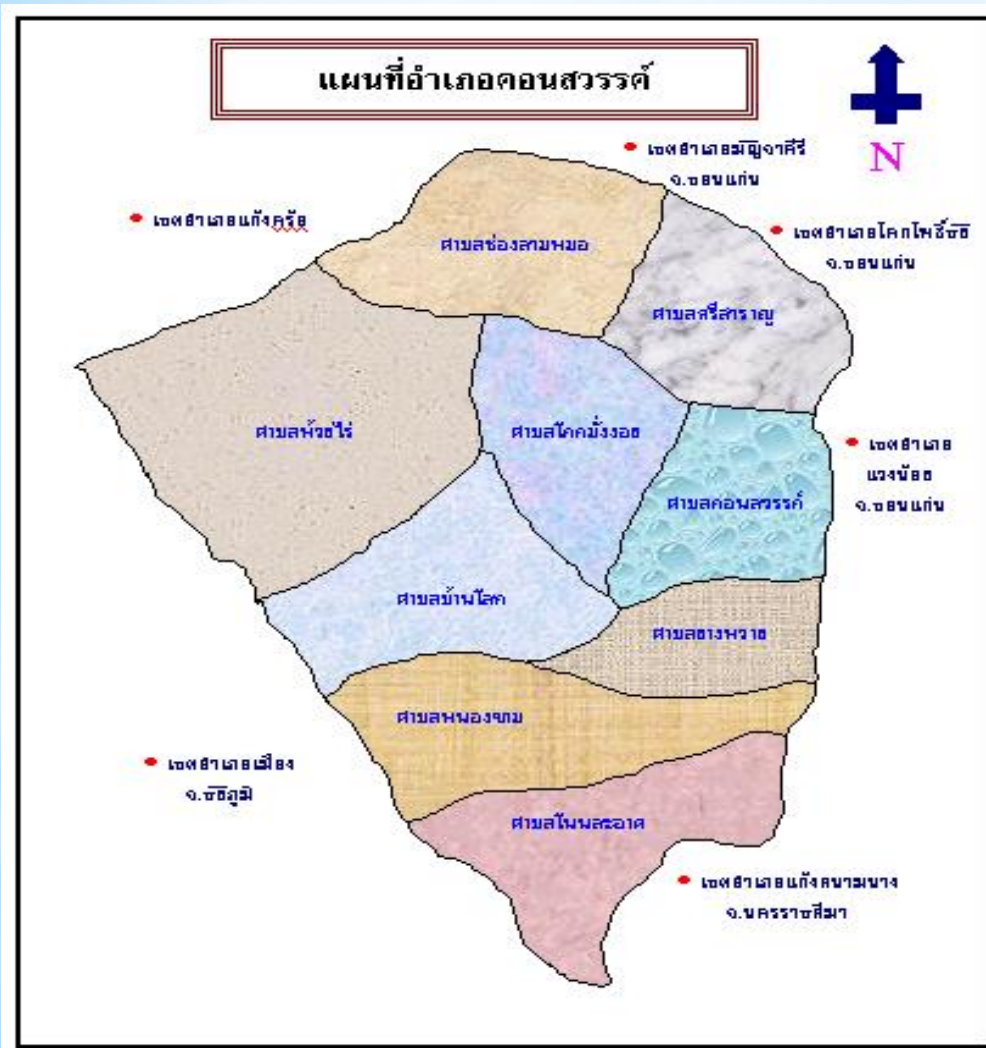 แผนที่อำเภอคอนสวรรค์
N
เขตอำเภอมัญจาคีรี
จ.ขอนแก่น
เขตอำเภอแก้งคร้อ
เขตอำเภอโคกโพธิ์ชัย
จ.ขอนแก่น
ตำบลช่องสามหมอ
ตำบลศรีสำราญ
ตำบลห้วยไร่
ตำบลโคกมั่งงอย
เขตอำเภอ
แวงน้อย
จ.ขอนแก่น
ตำบลคอนสวรรค์
ตำบลบ้านโสก
ตำบลยางหวาย
ตำบลหนองขาม
เขตอำเภอเมือง
จ.ชัยภูมิ
ตำบลโนนสะอาด
เขตอำเภอแก้งสนามนาง
จ.นครราชสีมา